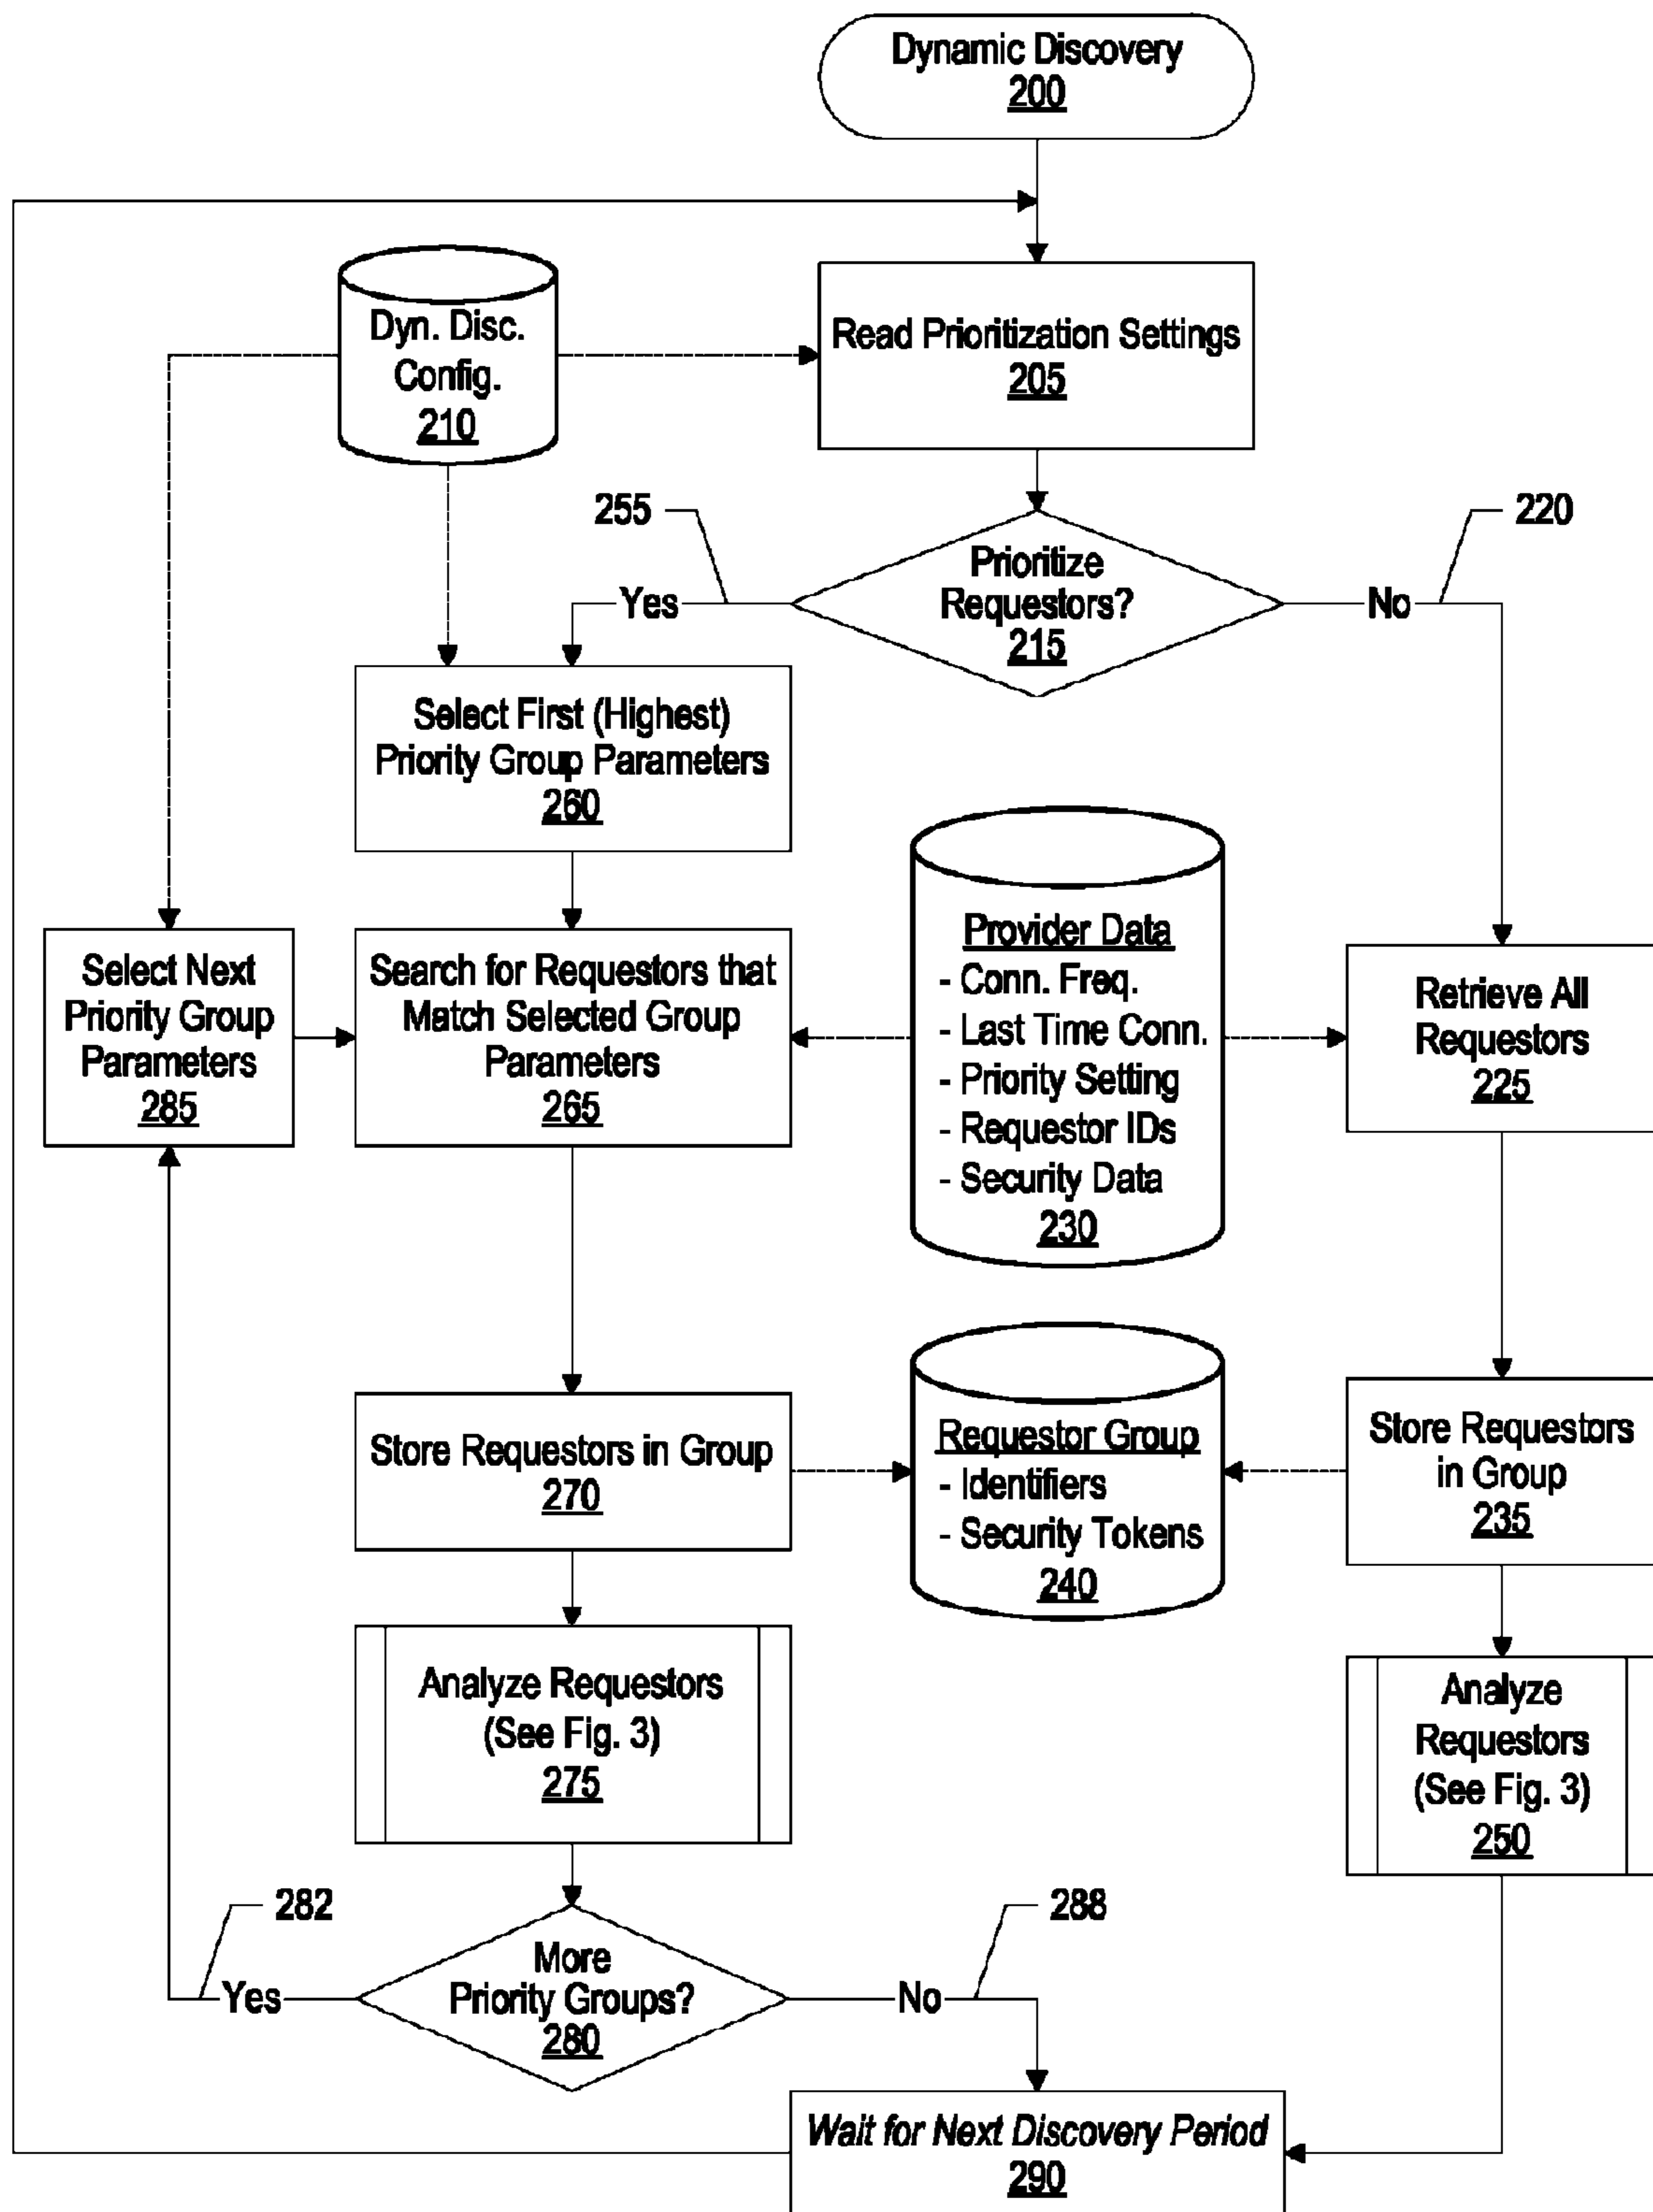 Dynamic Discovery
200
Dyn. Disc.
Config.
210
Read Prioritization Settings
205
255
220
Prioritize
Requestors?
215
Yes
No
Select First (Highest)
Priority Group Parameters
260
Select Next
Priority Group
Parameters
285
Search for Requestors that
Match Selected Group
Parameters
265
Provider Data
- Conn. Freq.
- Last Time Conn.
- Priority Setting
- Requestor IDs
- Security Data
230
Retrieve All
Requestors
225
Store Requestors in Group
270
Requestor Group
- Identifiers
- Security Tokens
240
Store Requestors
in Group
235
Analyze Requestors
(See Fig. 3)
275
Analyze
Requestors
(See Fig. 3)
250
282
288
More
Priority Groups?
280
Yes
No
Wait for Next Discovery Period
290